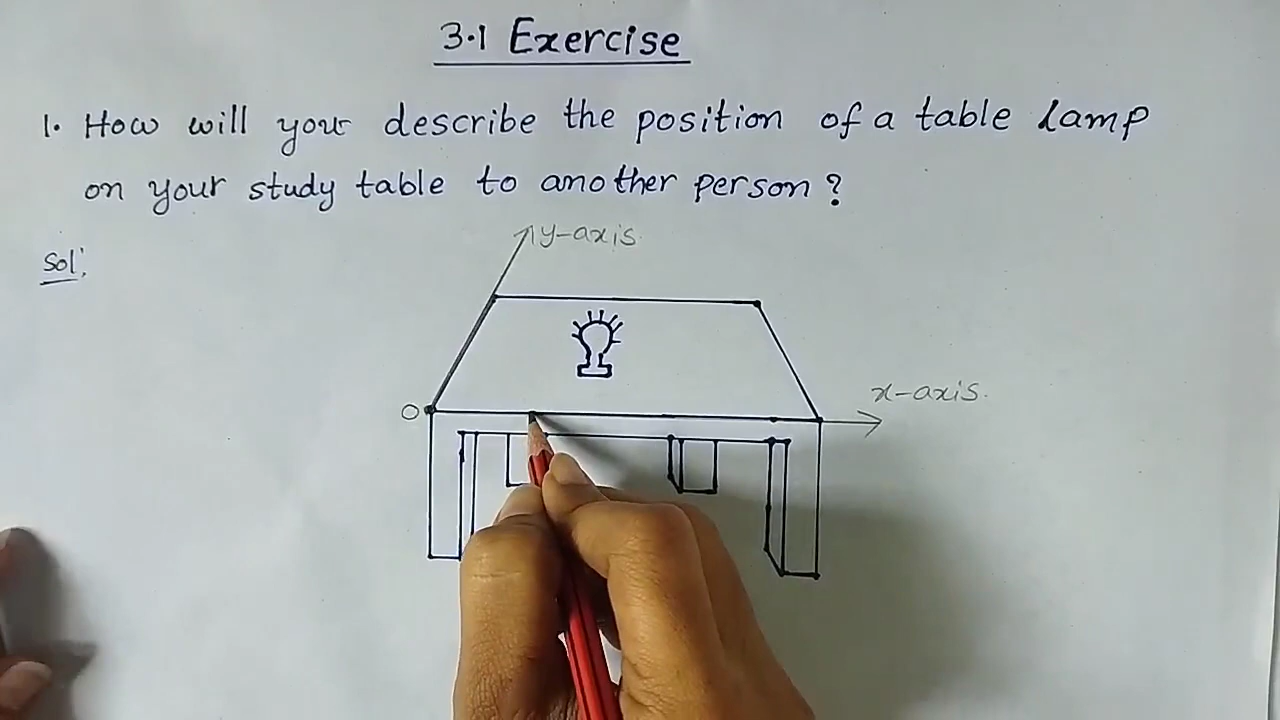 3.1 Exercise
1. How will your describe the position of a table lamp
on your study table to another person?
Sol;
y-axis.
x-axis.
O